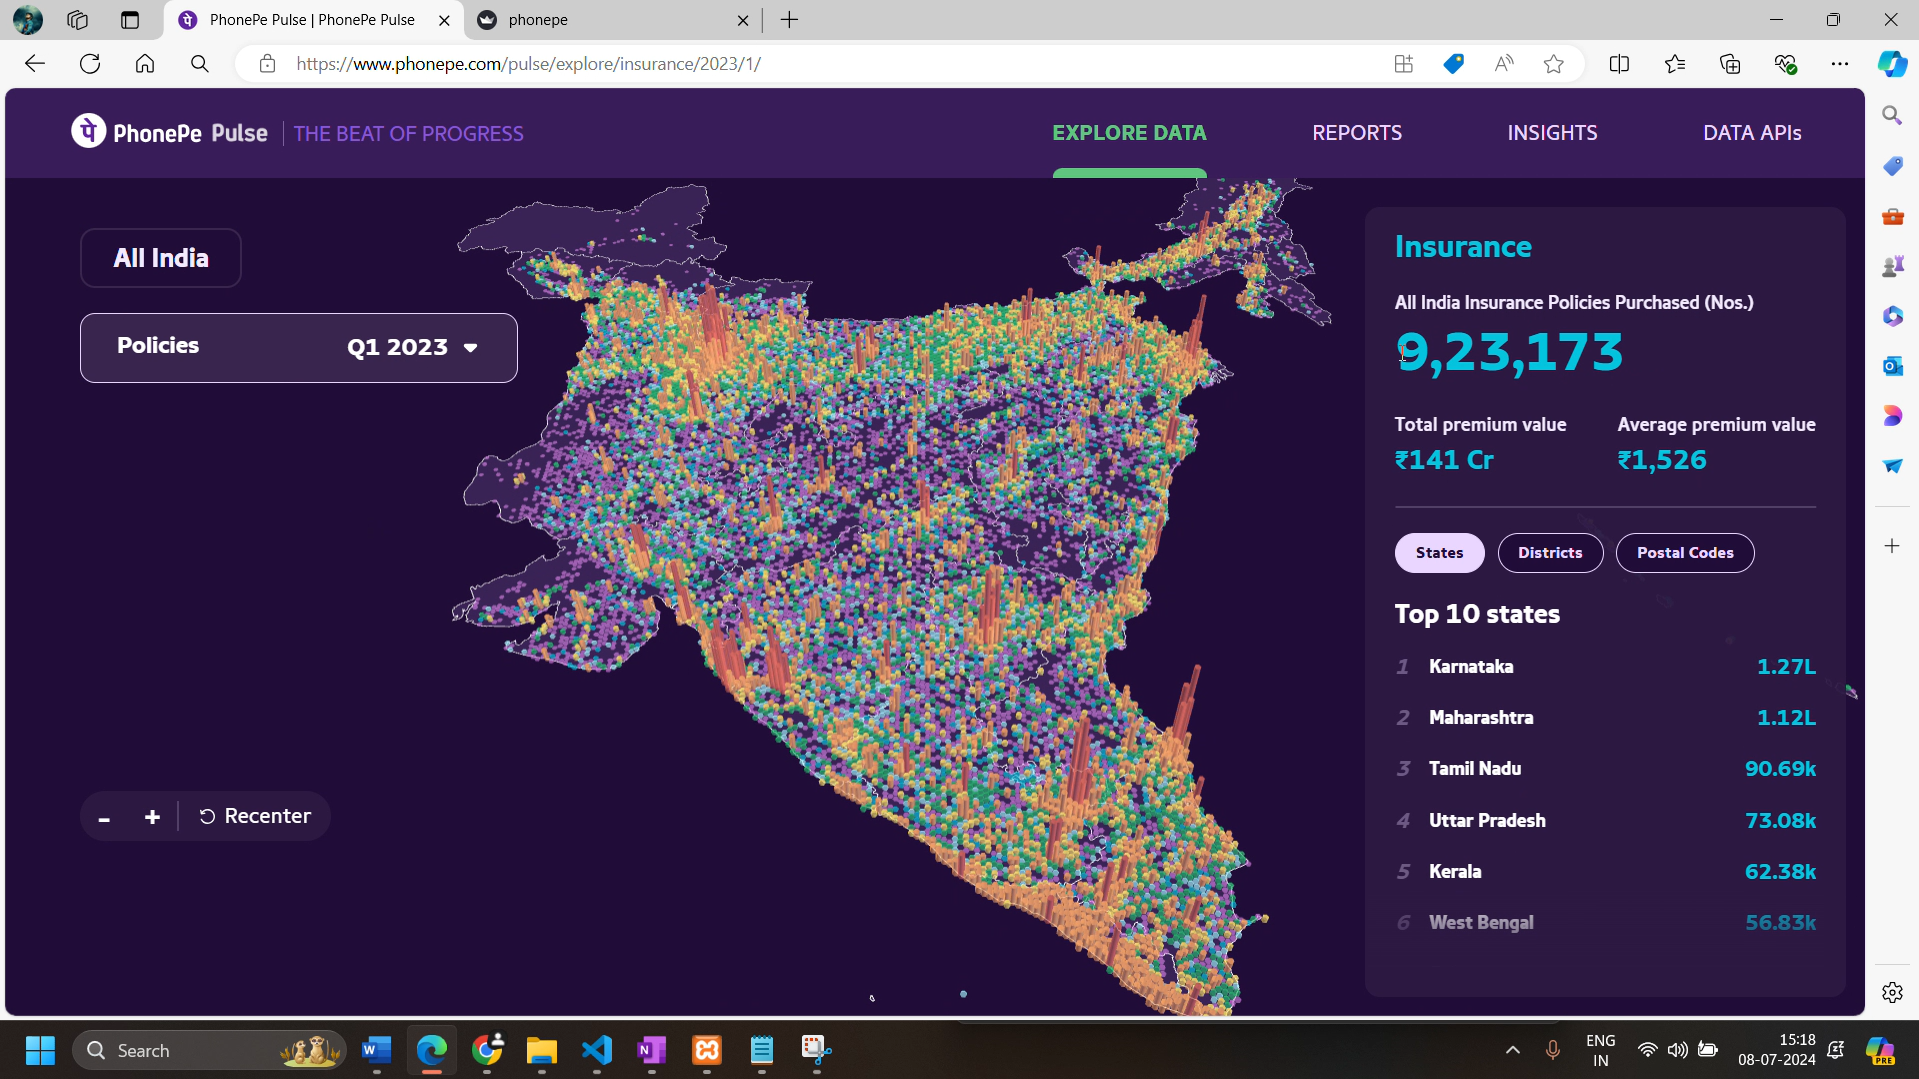 PhonePe Pulse | PhonePe Pulse
phonepe
https://www.phonepe.com/pulse/explore/insurance/2023/1/
पे PhonePe Pulse THE BEAT OF PROGRESS
EXPLORE DATA
REPORTS
INSIGHTS
DATA APIs
All India
Policies
Q1 2023
Insurance
All India Insurance Policies Purchased (Nos.)
9,23,173
Total premium value
₹141 Cr
Average premium value
₹1,526
States
Districts
Postal Codes
Top 10 states
1 Karnataka 1.27L
2 Maharashtra 1.12L
3 Tamil Nadu 90.69k
4 Uttar Pradesh 73.08k
5 Kerala 62.38k
6 West Bengal 56.83k
- + Recenter
Search
ENG
IN
15:18
08-07-2024
PRE